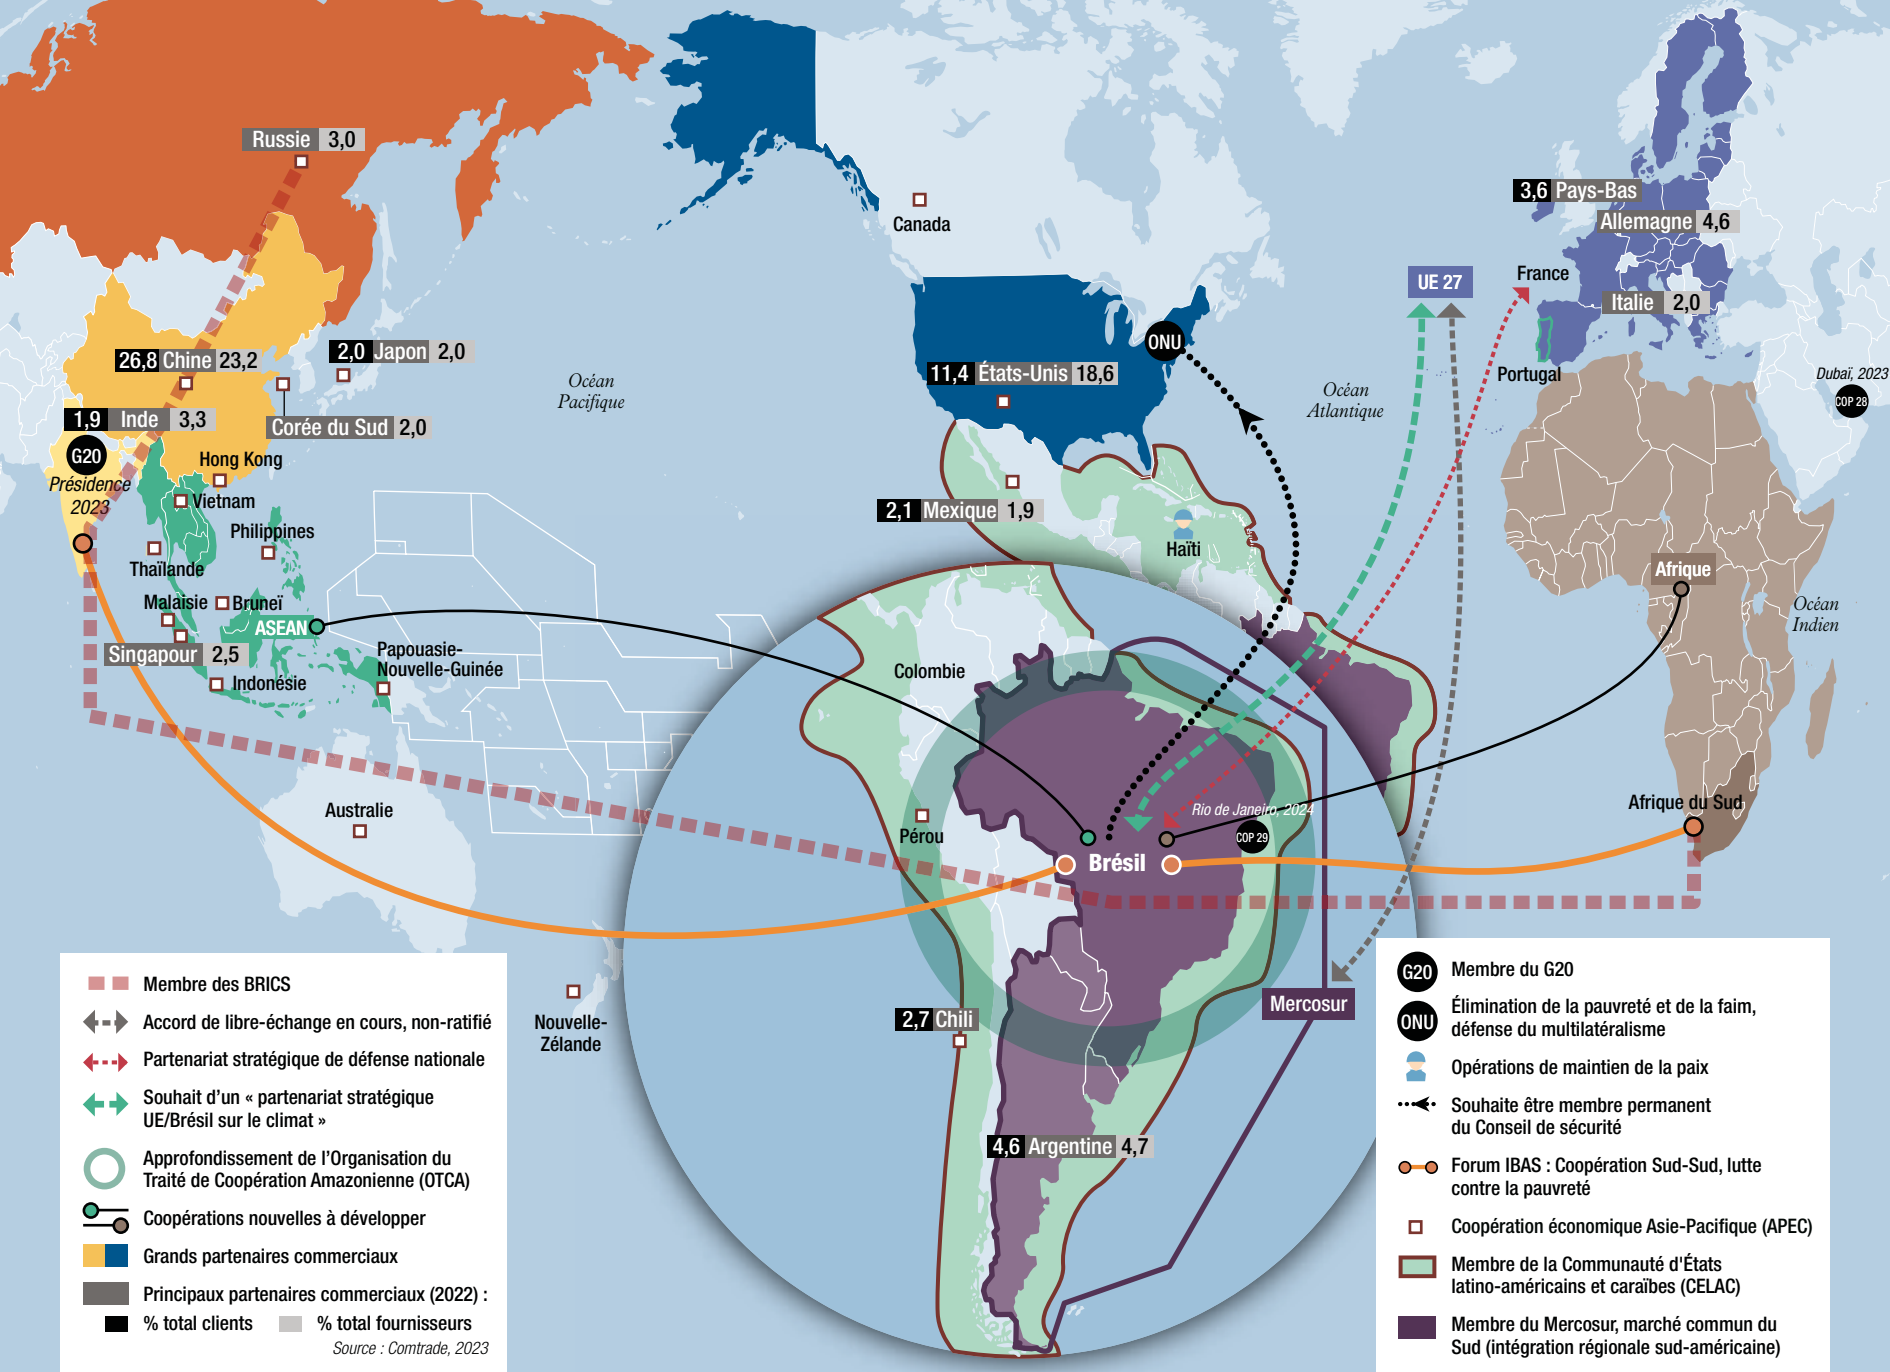 Russie 3,0
Canada
3,6 Pays-Bas
Allemagne 4,6
UE 27
France
Italie 2,0
ONU
26,8 Chine 23,2
2,0 Japon 2,0
Océan
Pacifique
11,4 États-Unis 18,6
Océan
Atlantique
Portugal
Dubaï, 2023
COP 28
1,9 Inde 3,3
Corée du Sud 2,0
G20
Présidence
2023
Hong Kong
Vietnam
Philippines
2,1 Mexique 1,9
Haïti
Thaïlande
Afrique
Malaisie
Bruneï
ASEAN
Océan
Indien
Singapour 2,5
Papouasie-
Nouvelle-Guinée
Indonésie
Colombie
Australie
Pérou
Rio de Janeiro, 2024
COP 29
Afrique du Sud
Brésil
Mercosur
Nouvelle-
Zélande
2,7 Chili
4,6 Argentine 4,7
Membre des BRICS
Accord de libre-échange en cours, non-ratifié
Partenariat stratégique de défense nationale
Souhait d’un « partenariat stratégique
UE/Brésil sur le climat »
Approfondissement de l’Organisation du
Traité de Coopération Amazonienne (OTCA)
Coopérations nouvelles à développer
Grands partenaires commerciaux
Principaux partenaires commerciaux (2022) :
% total clients % total fournisseurs
Source : Comtrade, 2023
G20 Membre du G20
ONU Élimination de la pauvreté et de la faim,
défense du multilatéralisme
Opérations de maintien de la paix
Souhaite être membre permanent
du Conseil de sécurité
Forum IBAS : Coopération Sud-Sud, lutte
contre la pauvreté
Coopération économique Asie-Pacifique (APEC)
Membre de la Communauté d'États
latino-américains et caraïbes (CELAC)
Membre du Mercosur, marché commun du
Sud (intégration régionale sud-américaine)